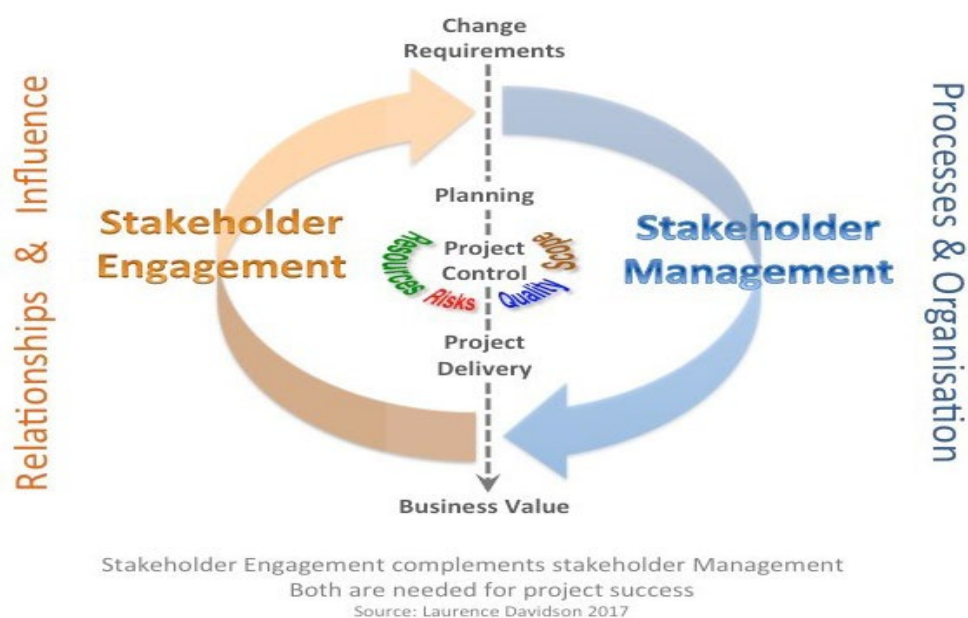 Change
Requirements
Relationships & Influence
Processes & Organisation
Planning
Stakeholder
Engagement
Stakeholder
Management
Project
Control
Resources
Risks
Quality
Scope
Project
Delivery
Business Value
Stakeholder Engagement complements stakeholder Management
Both are needed for project success
Source: Laurence Davidson 2017